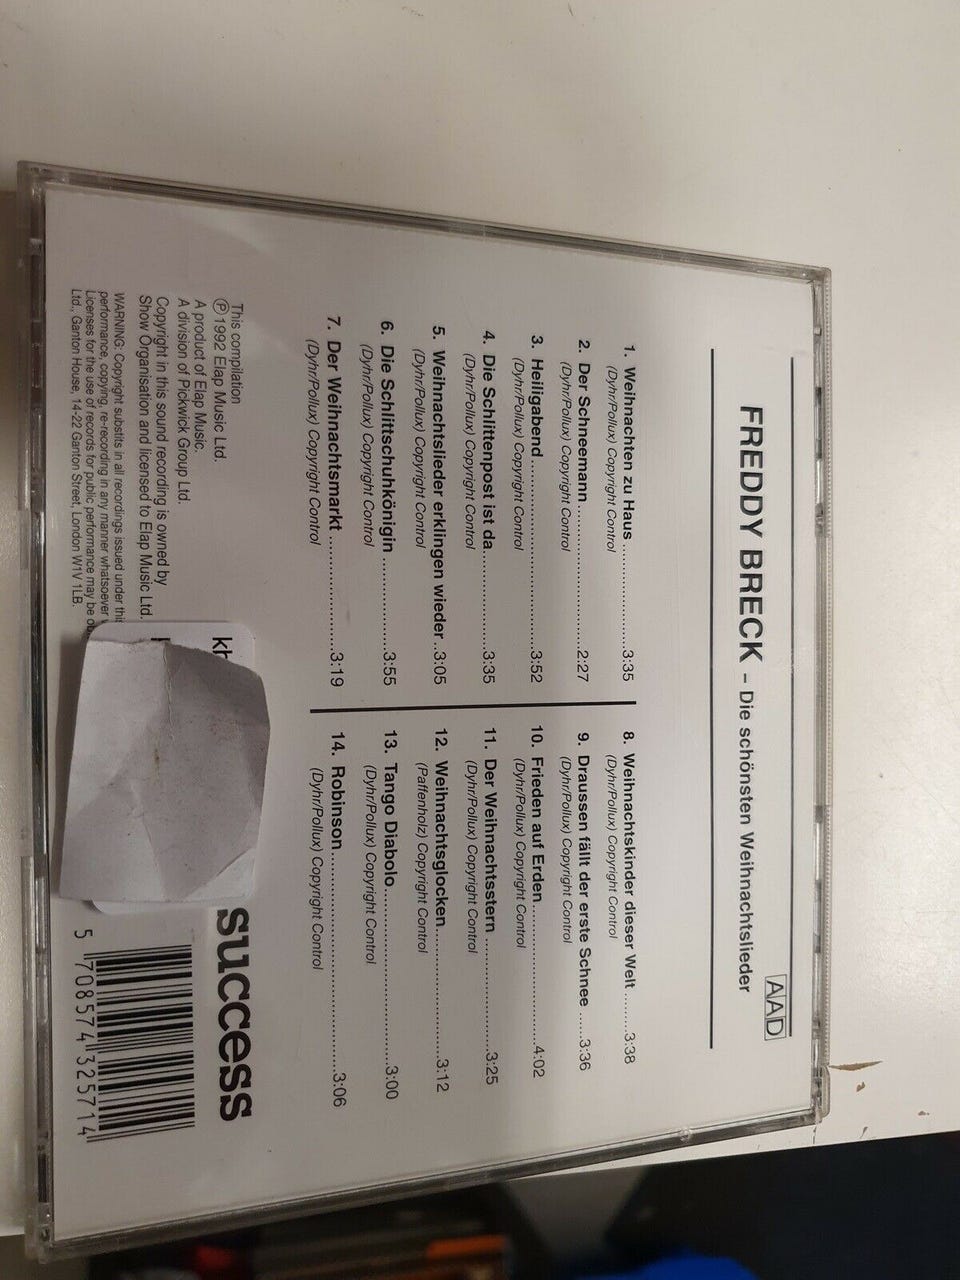 FREDDY BRECK – Die schönsten Weihnachtslieder
AAD
1. Weihnachten zu Haus ..................3:35
(Dyhr/Pollux) Copyright Control
2. Der Schneemann.........................2:27
(Dyhr/Pollux) Copyright Control
3. Heiligabend ................................3:52
(Dyhr/Pollux) Copyright Control
4. Die Schlittenpost ist da................3:35
(Dyhr/Pollux) Copyright Control
5. Weihnachtslieder erklingen wieder ..3:05
(Dyhr/Pollux) Copyright Control
6. Die Schlittschuhkönigin ...............3:55
(Dyhr/Pollux) Copyright Control
7. Der Weihnachtsmarkt ..................3:19
(Dyhr/Pollux) Copyright Control
8. Weihnachtskinder dieser Welt .......3:38
(Dyhr/Pollux) Copyright Control
9. Draussen fällt der erste Schnee ......3:36
(Dyhr/Pollux) Copyright Control
10. Frieden auf Erden.......................4:02
(Dyhr/Pollux) Copyright Control
11. Der Weihnachtsstern ..................3:25
(Dyhr/Pollux) Copyright Control
12. Weihnachtsglocken.....................3:12
(Paffenholz) Copyright Control
13. Tango Diabolo............................3:00
(Dyhr/Pollux) Copyright Control
14. Robinson...................................3:06
(Dyhr/Pollux) Copyright Control
This compilation
℗ 1992 Elap Music Ltd.
A product of Elap Music.
A division of Pickwick Group Ltd.
Copyright in this sound recording is owned by
Show Organisation and licensed to Elap Music Ltd.
WARNING: Copyright substits in all recordings issued under
performance, copying, re-recording in any manner whatsoever
Licenses for the use of records for public performance may be
Ltd., Ganton House, 14-22 Ganton Street, London W1V 1LB.
success
5 708574 325714